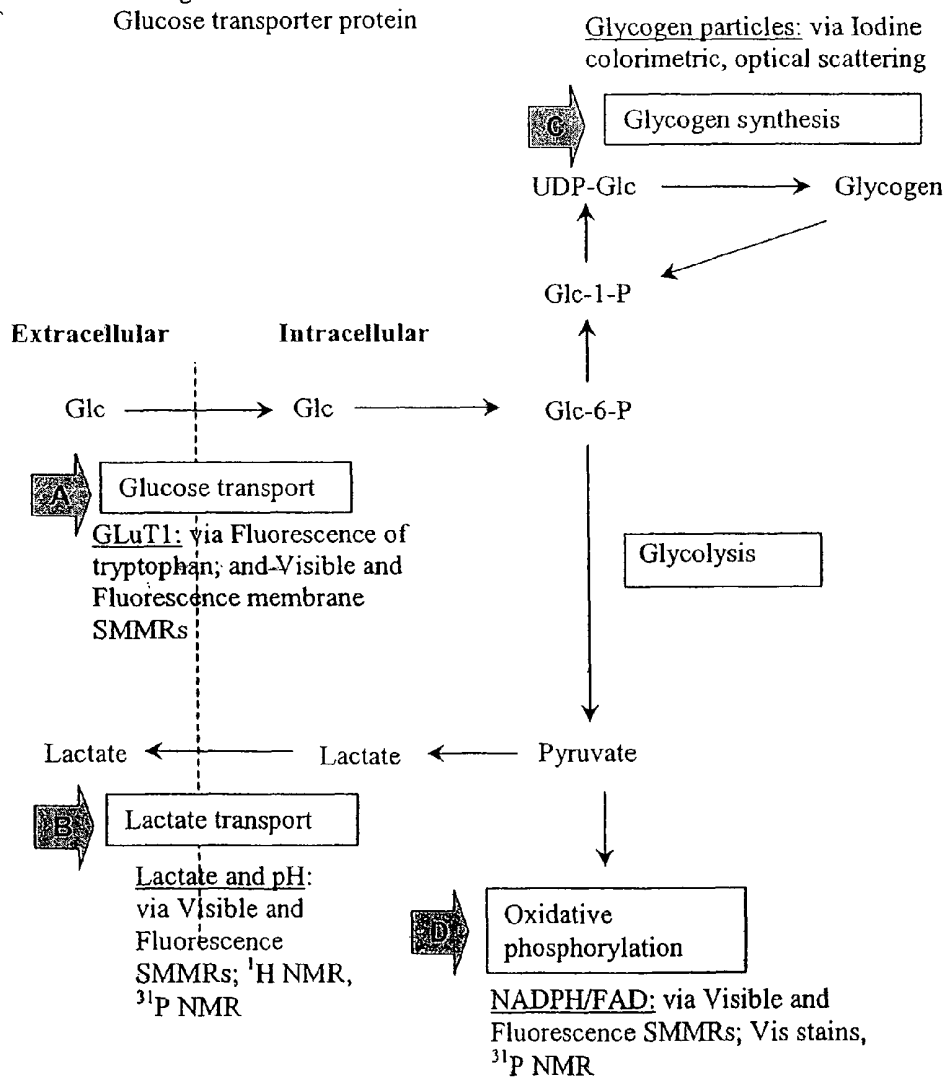 Glucose transporter protein
Glycogen particles: via Iodine
colorimetric, optical scattering
C
Glycogen synthesis
UDP-Glc
Glycogen
Glc-1-P
Extracellular
Intracellular
Glc
Glc
Glc-6-P
A
Glucose transport
GLuT1: via Fluorescence of
tryptophan; and Visible and
Fluorescence membrane
SMMRs
Glycolysis
Lactate
Lactate
Pyruvate
B
Lactate transport
Lactate and pH:
via Visible and
Fluorescence
SMMRs; ¹H NMR,
³¹P NMR
D
Oxidative
phosphorylation
NADPH/FAD: via Visible and
Fluorescence SMMRs; Vis stains,
³¹P NMR